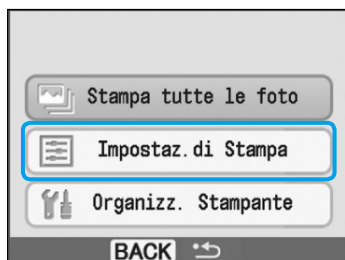 Stampa tutte le foto
Impostaz.di Stampa
Organizz. Stampante
BACK